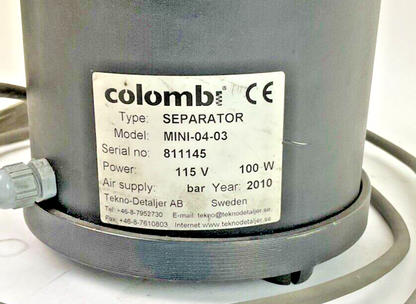 colombi CE
Type: SEPARATOR
Model: MINI-04-03
Serial no: 811145
Power: 115 V 100 W
Air supply: bar Year: 2010
Tekno-Detaljer AB Sweden
Tel: +46-8-7952730 E-mail: tekno@teknodetaljer.se
Fax: +46-8-7610803 Internet www.teknodetaljer.se